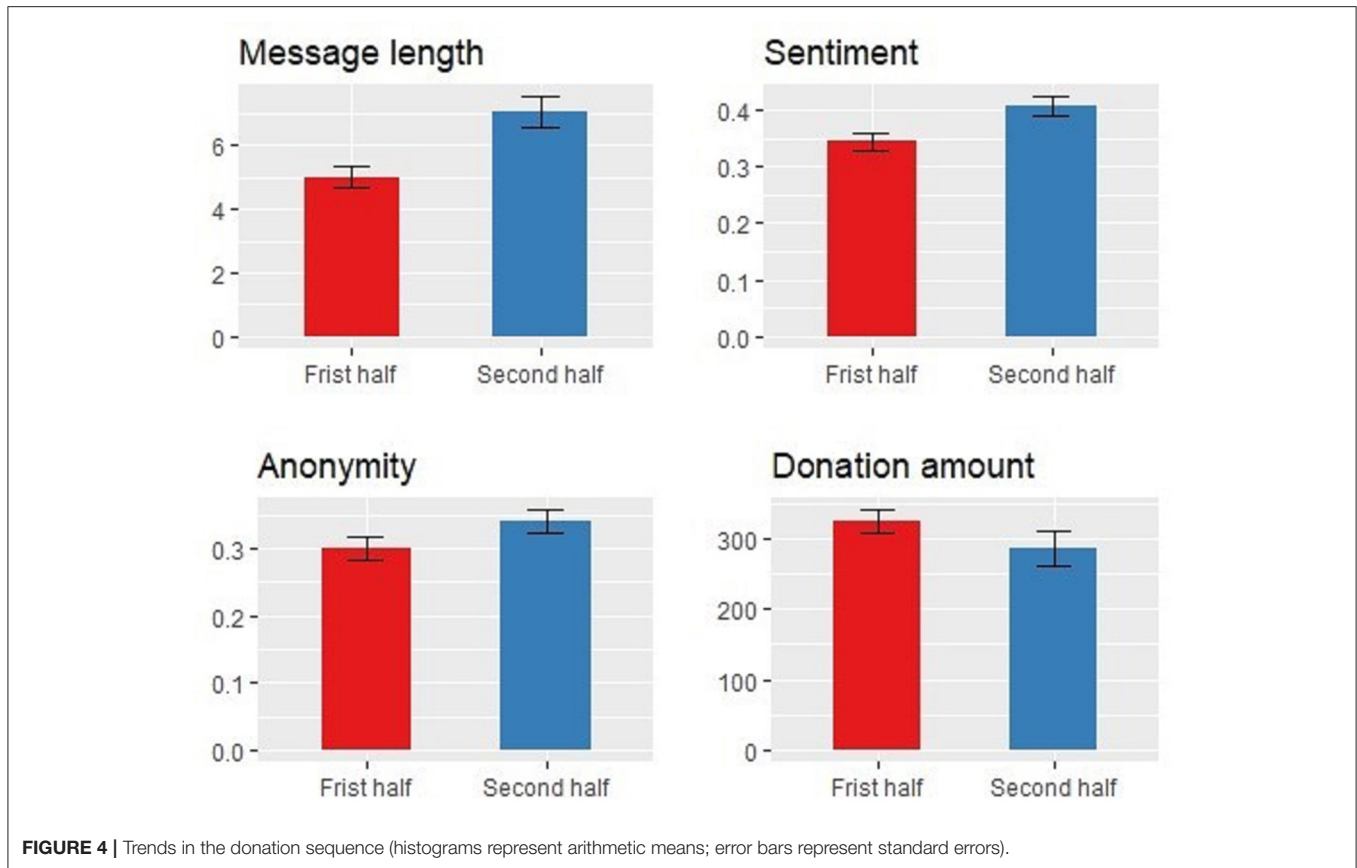 Message length
6
4
2
0
Frist half
Second half
Sentiment
0.4
0.3
0.2
0.1
0.0
Frist half
Second half
Anonymity
0.3
0.2
0.1
0.0
Frist half
Second half
Donation amount
300
200
100
0
Frist half
Second half
FIGURE 4 | Trends in the donation sequence (histograms represent arithmetic means; error bars represent standard errors).